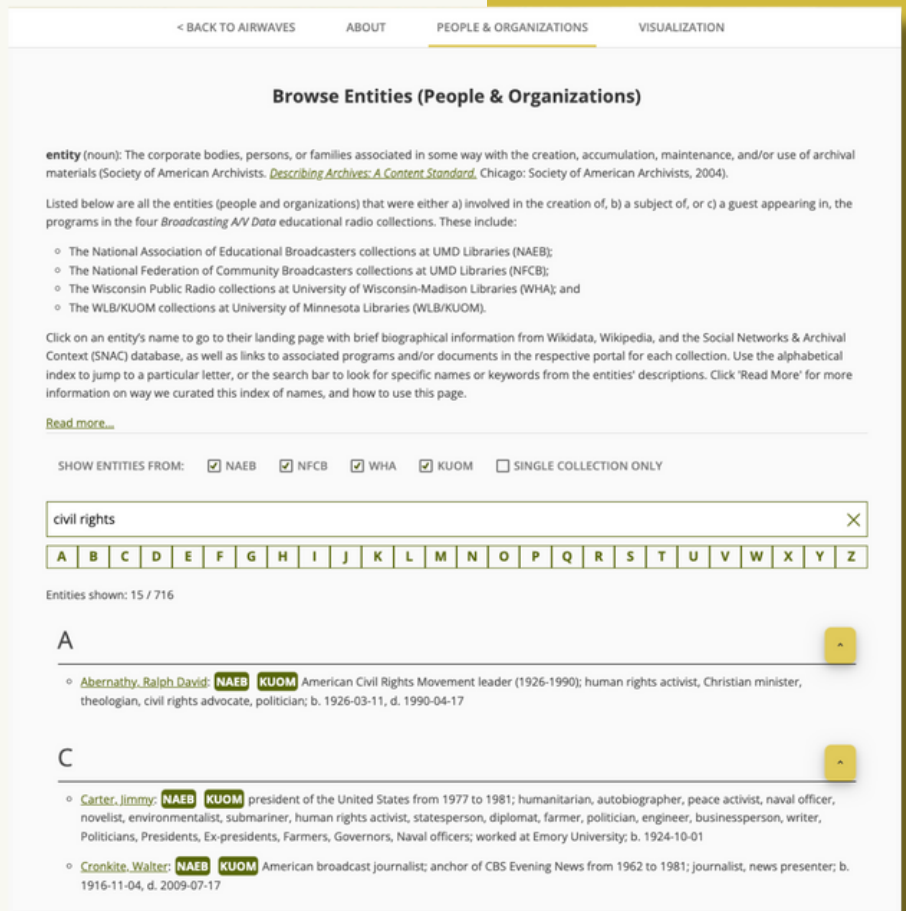 < BACK TO AIRWAVES ABOUT PEOPLE & ORGANIZATIONS VISUALIZATION
Browse Entities (People & Organizations)
entity (noun): The corporate bodies, persons, or families associated in some way with the creation, accumulation, maintenance, and/or use of archival
materials (Society of American Archivists. Describing Archives: A Content Standard. Chicago: Society of American Archivists, 2004).
Listed below are all the entities (people and organizations) that were either a) involved in the creation of, b) a subject of, or c) a guest appearing in, the
programs in the four Broadcasting A/V Data educational radio collections. These include:
The National Association of Educational Broadcasters collections at UMD Libraries (NAEB);
The National Federation of Community Broadcasters collections at UMD Libraries (NFCB);
The Wisconsin Public Radio collections at University of Wisconsin-Madison Libraries (WHA); and
The WLB/KUOM collections at University of Minnesota Libraries (WLB/KUOM).
Click on an entity's name to go to their landing page with brief biographical information from Wikidata, Wikipedia, and the Social Networks & Archival
Context (SNAC) database, as well as links to associated programs and/or documents in the respective portal for each collection. Use the alphabetical
index to jump to a particular letter, or the search bar to look for specific names or keywords from the entities' descriptions. Click 'Read More' for more
information on way we curated this index of names, and how to use this page.
Read more...
SHOW ENTITIES FROM: NAEB NFCB WHA KUOM SINGLE COLLECTION ONLY
civil rights
A B C D E F G H I J K L M N O P Q R S T U V W X Y Z
Entities shown: 15 / 716
A
Abernathy, Ralph David: NAEB KUOM American Civil Rights Movement leader (1926-1990); human rights activist, Christian minister,
theologian, civil rights advocate, politician; b. 1926-03-11, d. 1990-04-17
C
Carter, Jimmy: NAEB KUOM president of the United States from 1977 to 1981; humanitarian, autobiographer, peace activist, naval officer,
novelist, environmentalist, submariner, human rights activist, statesperson, diplomat, farmer, politician, engineer, businessperson, writer,
Politicians, Presidents, Ex-presidents, Farmers, Governors, Naval officers; worked at Emory University; b. 1924-10-01
Cronkite, Walter: NAEB KUOM American broadcast journalist; anchor of CBS Evening News from 1962 to 1981; journalist, news presenter; b.
1916-11-04, d. 2009-07-17